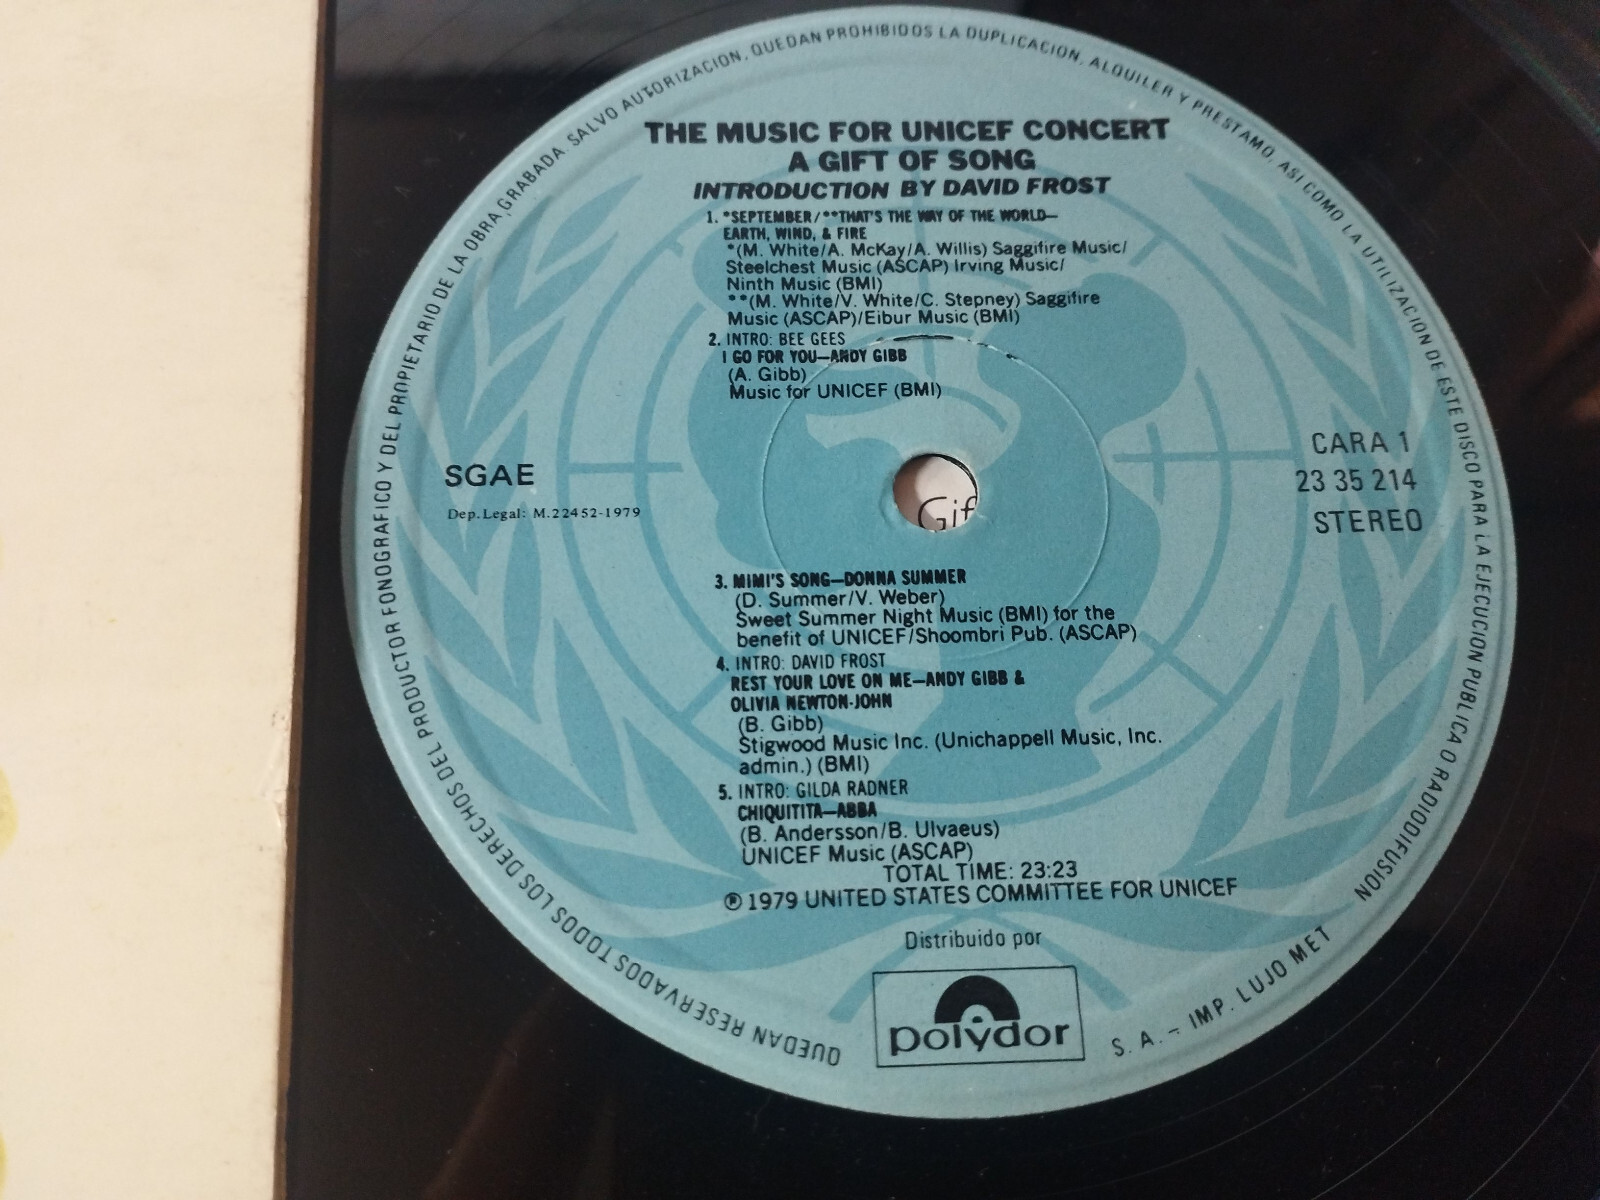 THE MUSIC FOR UNICEF CONCERT
A GIFT OF SONG
INTRODUCTION BY DAVID FROST
1. *SEPTEMBER/**THAT'S THE WAY OF THE WORLD—
EARTH, WIND, & FIRE
*(M. White/A. McKay/A. Willis) Saggifire Music/
Steelchest Music (ASCAP) Irving Music/
Ninth Music (BMI)
**(M. White/V. White/C. Stepney) Saggifire
Music (ASCAP)/Eibur Music (BMI)
2. INTRO: BEE GEES
I GO FOR YOU—ANDY GIBB
(A. Gibb)
Music for UNICEF (BMI)
SGAE
Dep. Legal: M.22452-1979
CARA 1
23 35 214
STEREO
Gif
3. MIMI'S SONG—DONNA SUMMER
(D. Summer/V. Weber)
Sweet Summer Night Music (BMI) for the
benefit of UNICEF/Shoombri Pub. (ASCAP)
4. INTRO: DAVID FROST
REST YOUR LOVE ON ME—ANDY GIBB &
OLIVIA NEWTON-JOHN
(B. Gibb)
Stigwood Music Inc. (Unichappell Music, Inc.
admin.) (BMI)
5. INTRO: GILDA RADNER
CHIQUITITA—ABBA
(B. Andersson/B. Ulvaeus)
UNICEF Music (ASCAP)
TOTAL TIME: 23:23
℗ 1979 UNITED STATES COMMITTEE FOR UNICEF
Distribuido por
polydor
QUEDAN RESERVADOS TODOS LOS DERECHOS DEL PRODUCTOR FONOGRAFICO Y DEL PROPIETARIO DE LA OBRA GRABADA. SALVO AUTORIZACION, QUEDAN PROHIBIDOS LA DUPLICACION, ALQUILER Y PRESTAMO, ASI COMO LA UTILIZACION DE ESTE DISCO PARA LA EJECUCION PUBLICA O RADIODIFUSION
S. A. - IMP. LUJO MET